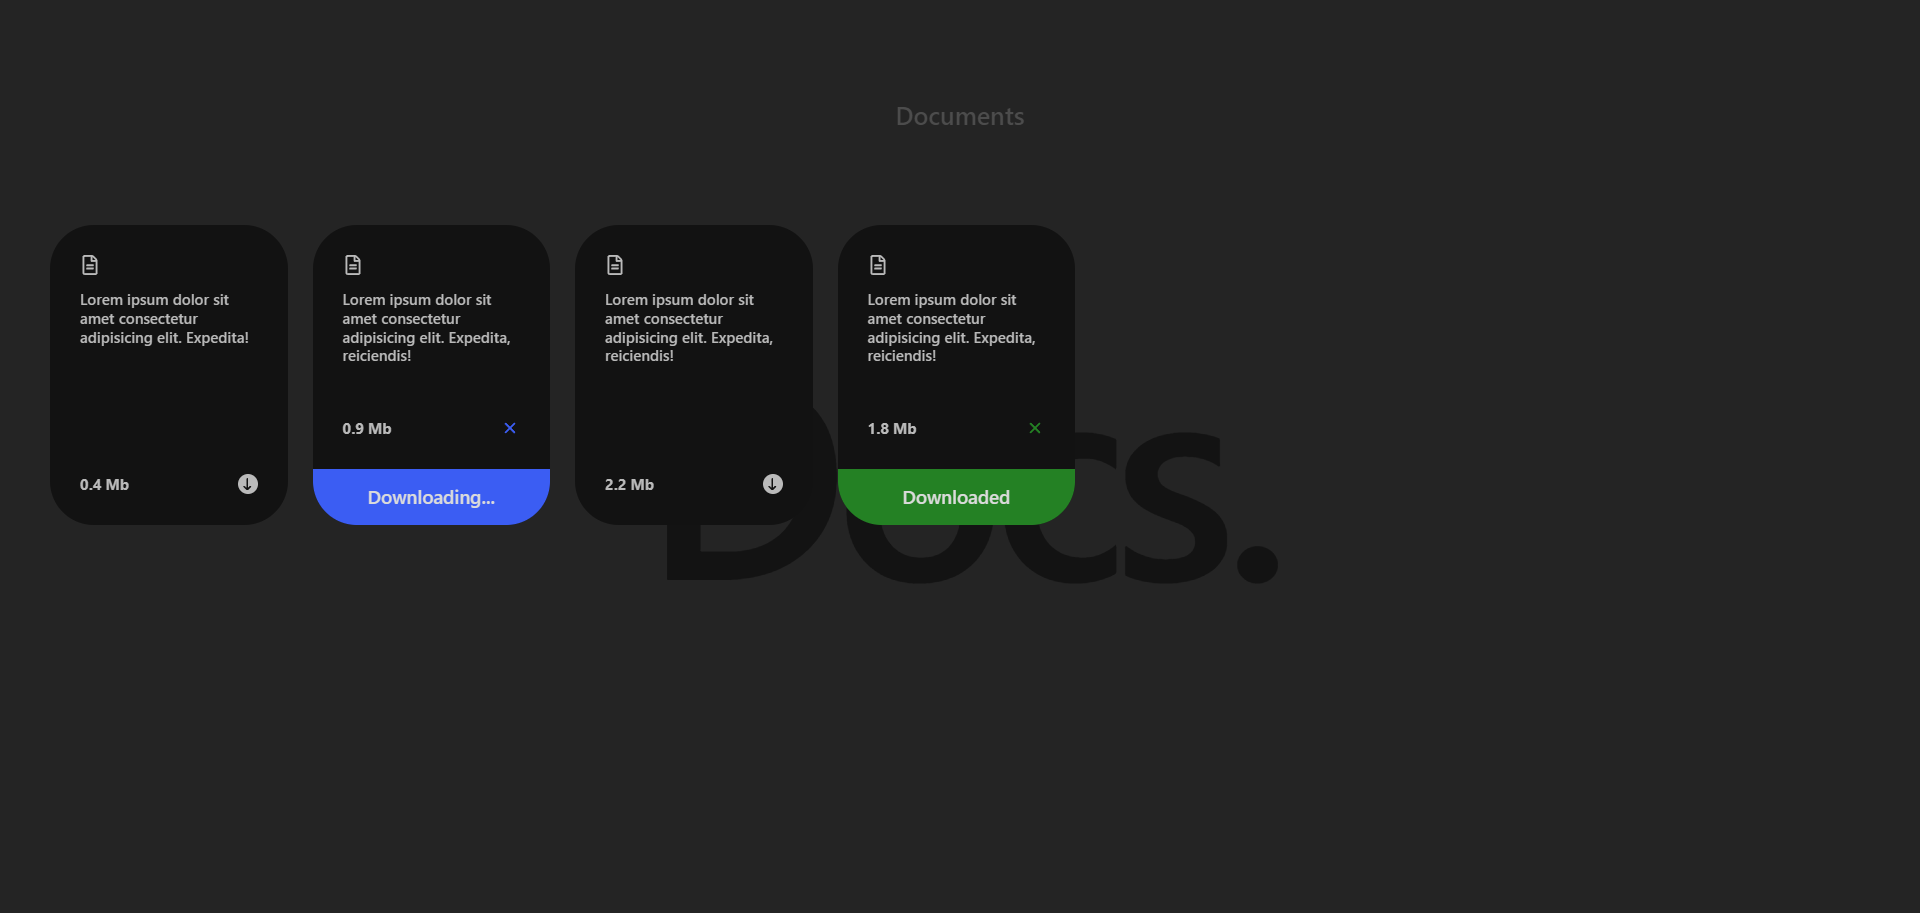 Documents
Lorem ipsum dolor sit
amet consectetur
adipisicing elit. Expedita!
0.4 Mb
Lorem ipsum dolor sit
amet consectetur
adipisicing elit. Expedita,
reiciendis!
0.9 Mb
Downloading...
Lorem ipsum dolor sit
amet consectetur
adipisicing elit. Expedita,
reiciendis!
2.2 Mb
Lorem ipsum dolor sit
amet consectetur
adipisicing elit. Expedita,
reiciendis!
1.8 Mb
Downloaded
Docs.